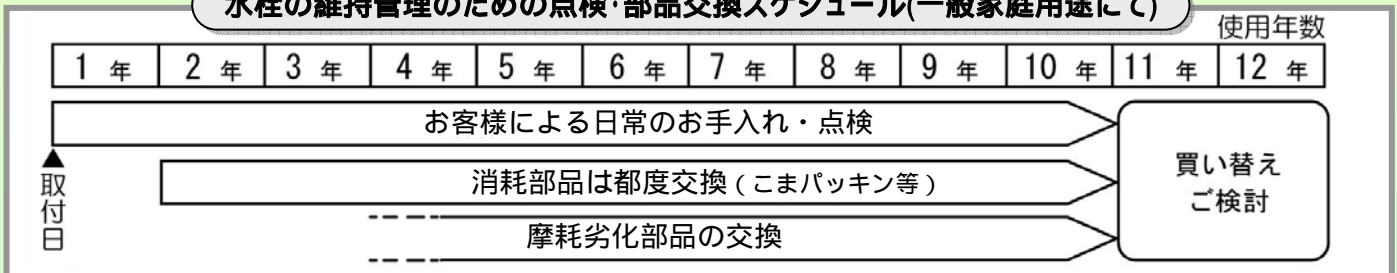 水栓の維持管理のための点検･部品交換スケジュール(一般家庭用途にて)
使用年数
1 年 2 年 3 年 4 年 5 年 6 年 7 年 8 年 9 年 10 年 11 年 12 年
お客様による日常のお手入れ・点検
取付日
消耗部品は都度交換(こまパッキン等)
摩耗劣化部品の交換
買い替え
ご検討